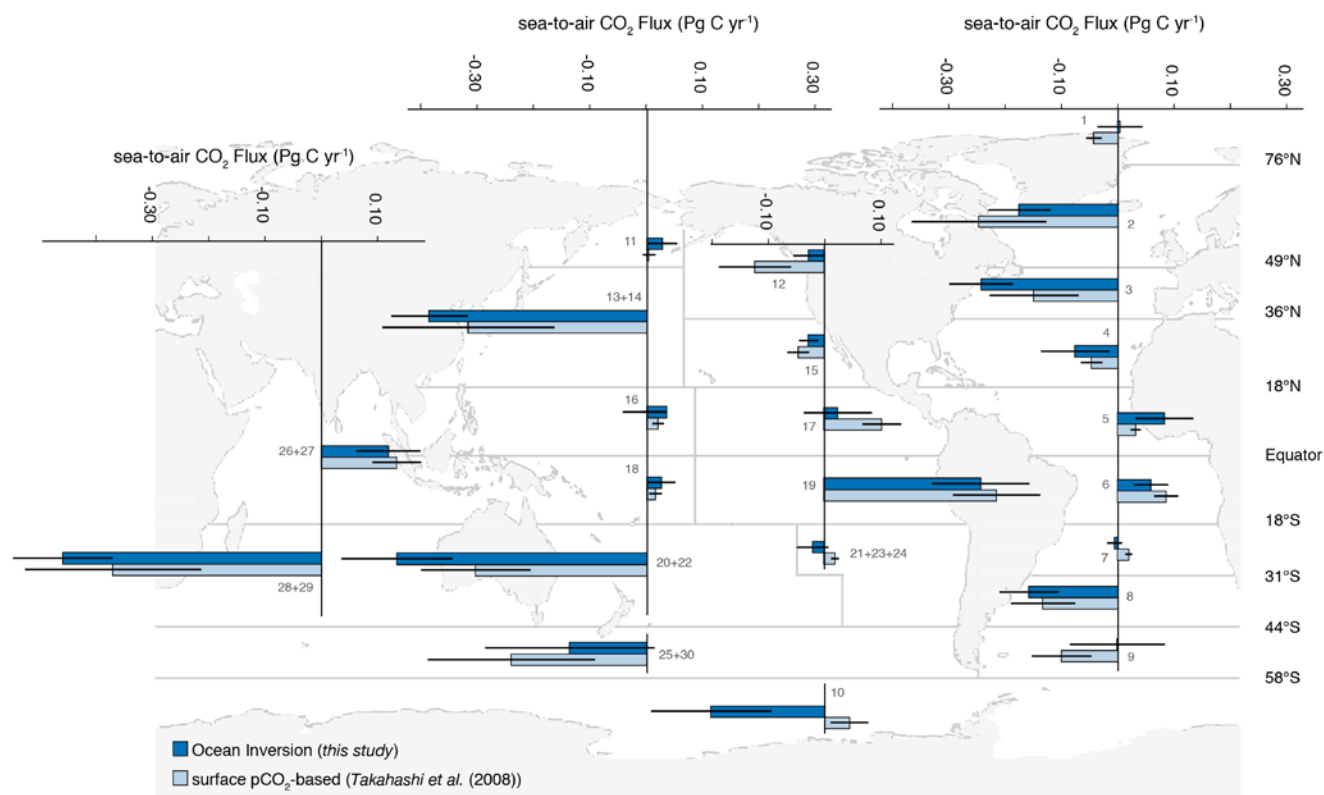 sea-to-air CO₂ Flux (Pg C yr⁻¹)
sea-to-air CO₂ Flux (Pg C yr⁻¹)
-0.30
-0.10
0.10
0.30
-0.30
-0.10
0.10
0.30
1
76°N
sea-to-air CO₂ Flux (Pg C yr⁻¹)
-0.30
-0.10
0.10
-0.10
0.10
2
11
49°N
12
3
13+14
36°N
4
15
18°N
16
17
5
26+27
Equator
18
19
6
18°S
21+23+24
7
20+22
28+29
31°S
8
44°S
25+30
9
58°S
10
Ocean Inversion (this study)
surface pCO₂-based (Takahashi et al. (2008))